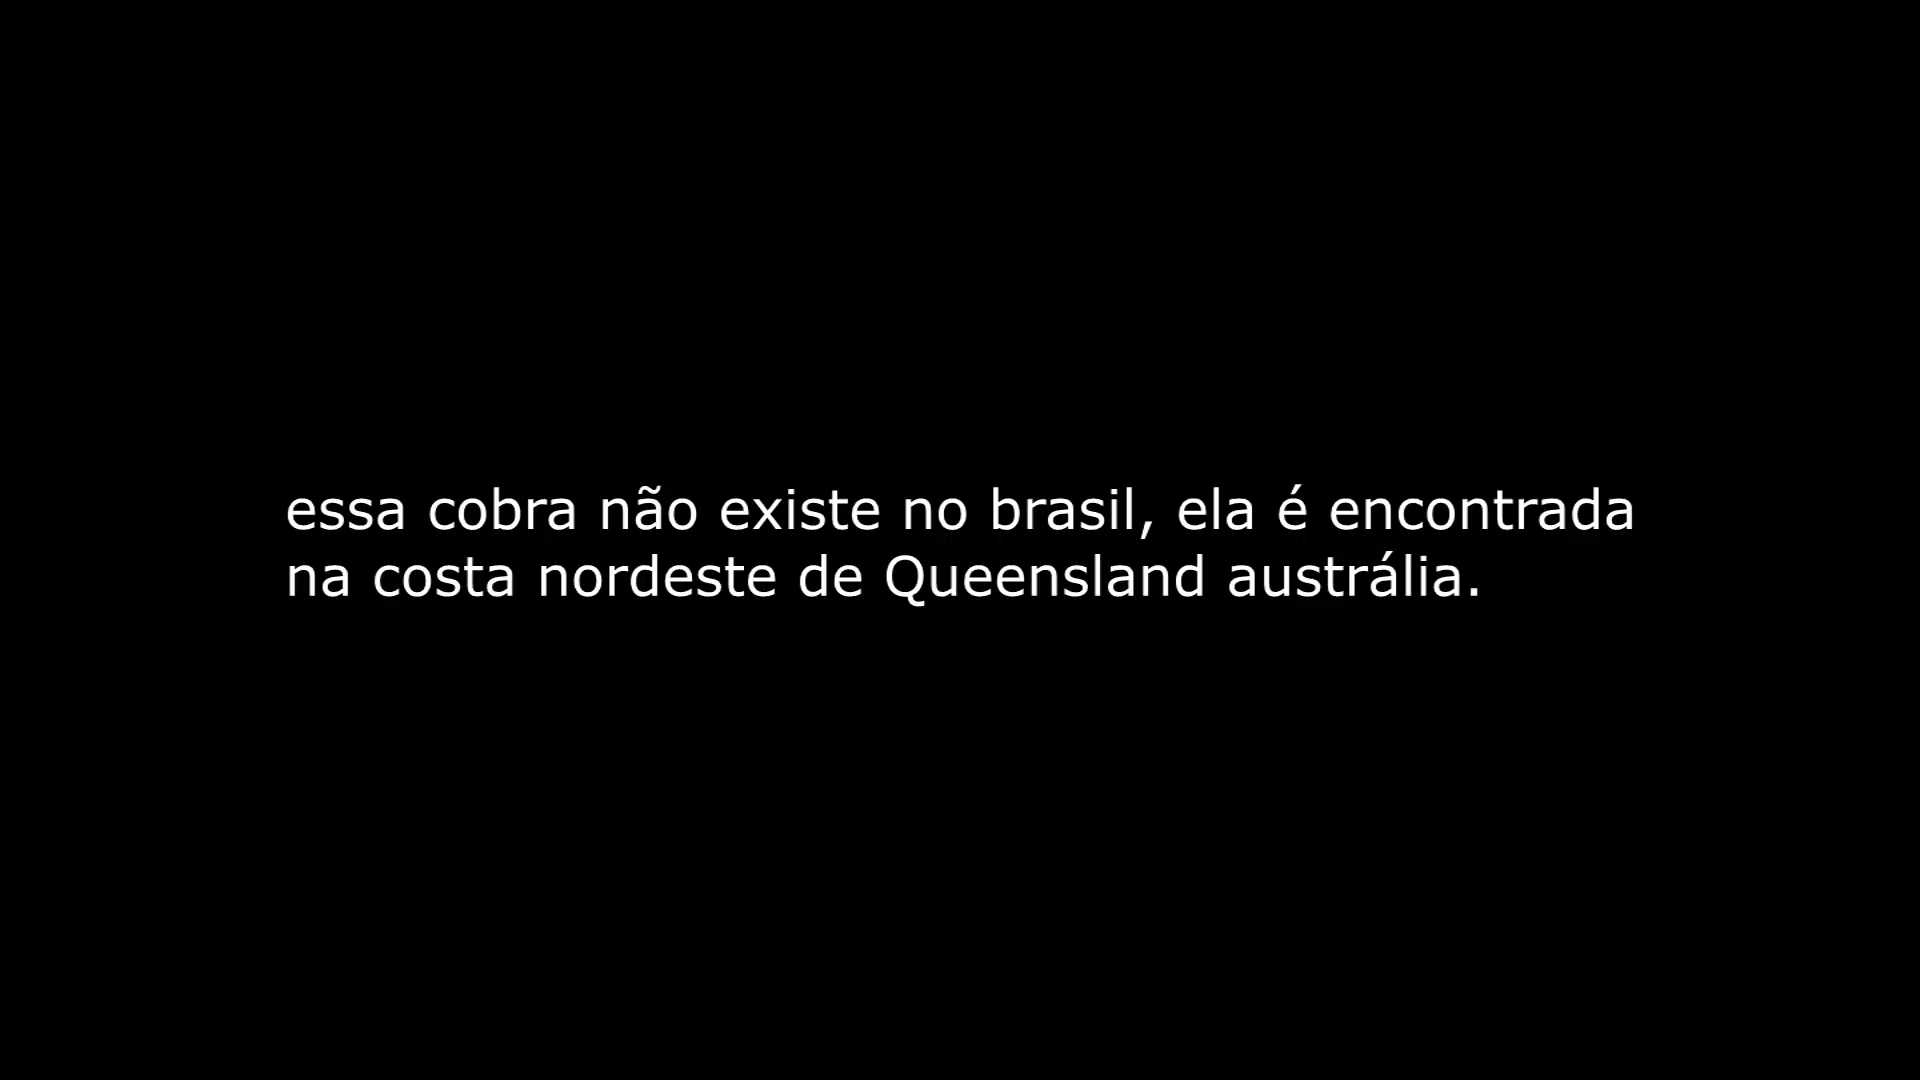 essa cobra não existe no brasil, ela é encontrada
na costa nordeste de Queensland austrália.